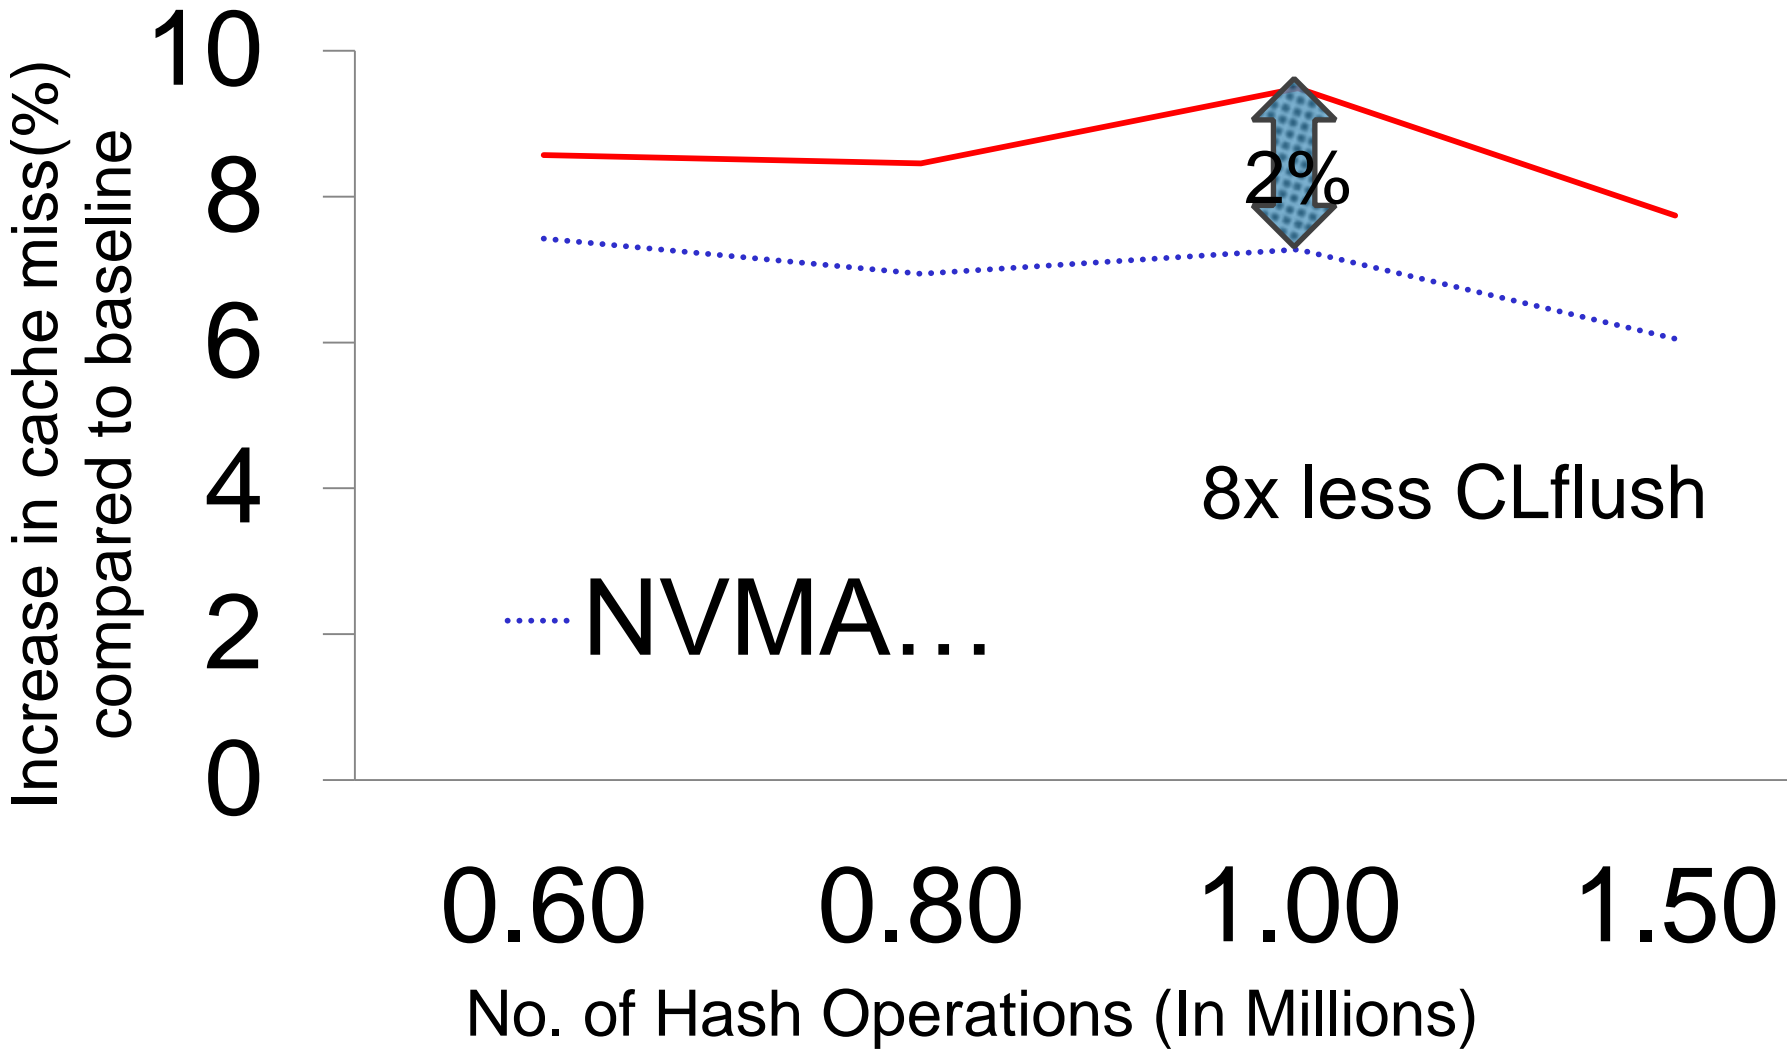 Increase in cache miss(%)
compared to baseline
10
8
6
4
2
0
2%
8x less CLflush
NVMA…
0.60 0.80 1.00 1.50
No. of Hash Operations (In Millions)